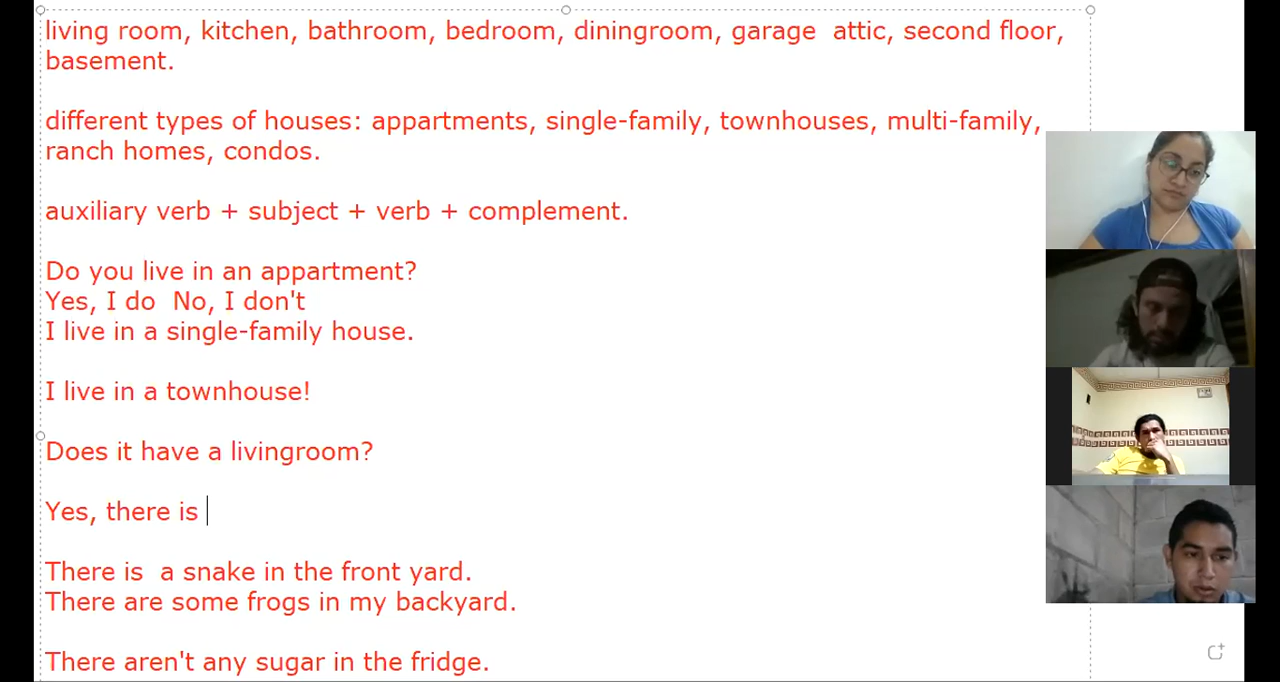 living room, kitchen, bathroom, bedroom, diningroom, garage  attic, second floor,
basement.
different types of houses: appartments, single-family, townhouses, multi-family,
ranch homes, condos.
auxiliary verb + subject + verb + complement.
Do you live in an appartment?
Yes, I do  No, I don't
I live in a single-family house.
I live in a townhouse!
Does it have a livingroom?
Yes, there is
There is  a snake in the front yard.
There are some frogs in my backyard.
There aren't any sugar in the fridge.